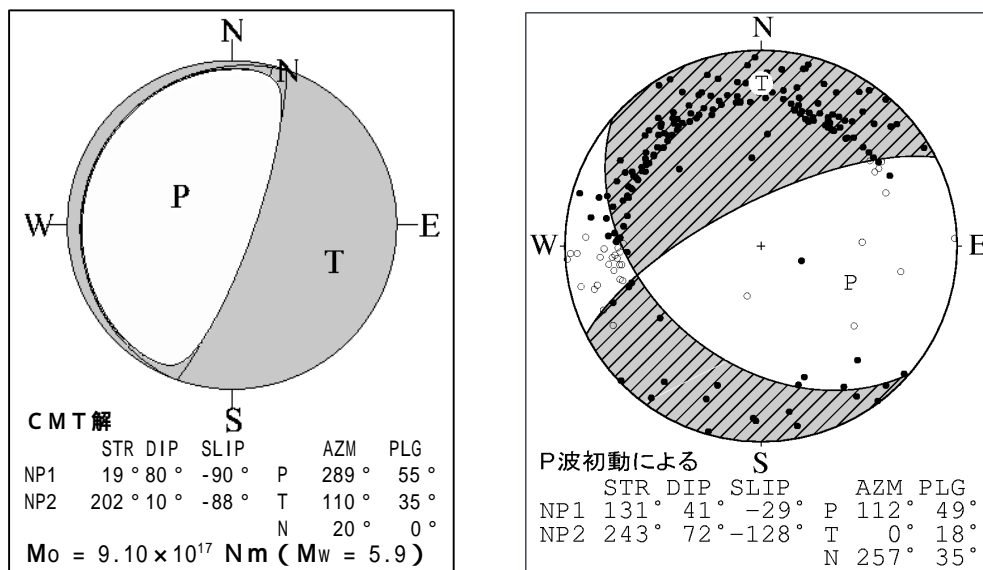 N
N
P
W
E
T
S
CMT解
STR DIP SLIP AZM PLG
NP1 19° 80° -90° P 289° 55°
NP2 202° 10° -88° T 110° 35°
N 20° 0°
Mo = 9.10×10¹⁷ Nm ( Mw = 5.9 )
N
T
W
E
P
S
P波初動による
STR DIP SLIP AZM PLG
NP1 131° 41° -29° P 112° 49°
NP2 243° 72° -128° T 0° 18°
N 257° 35°